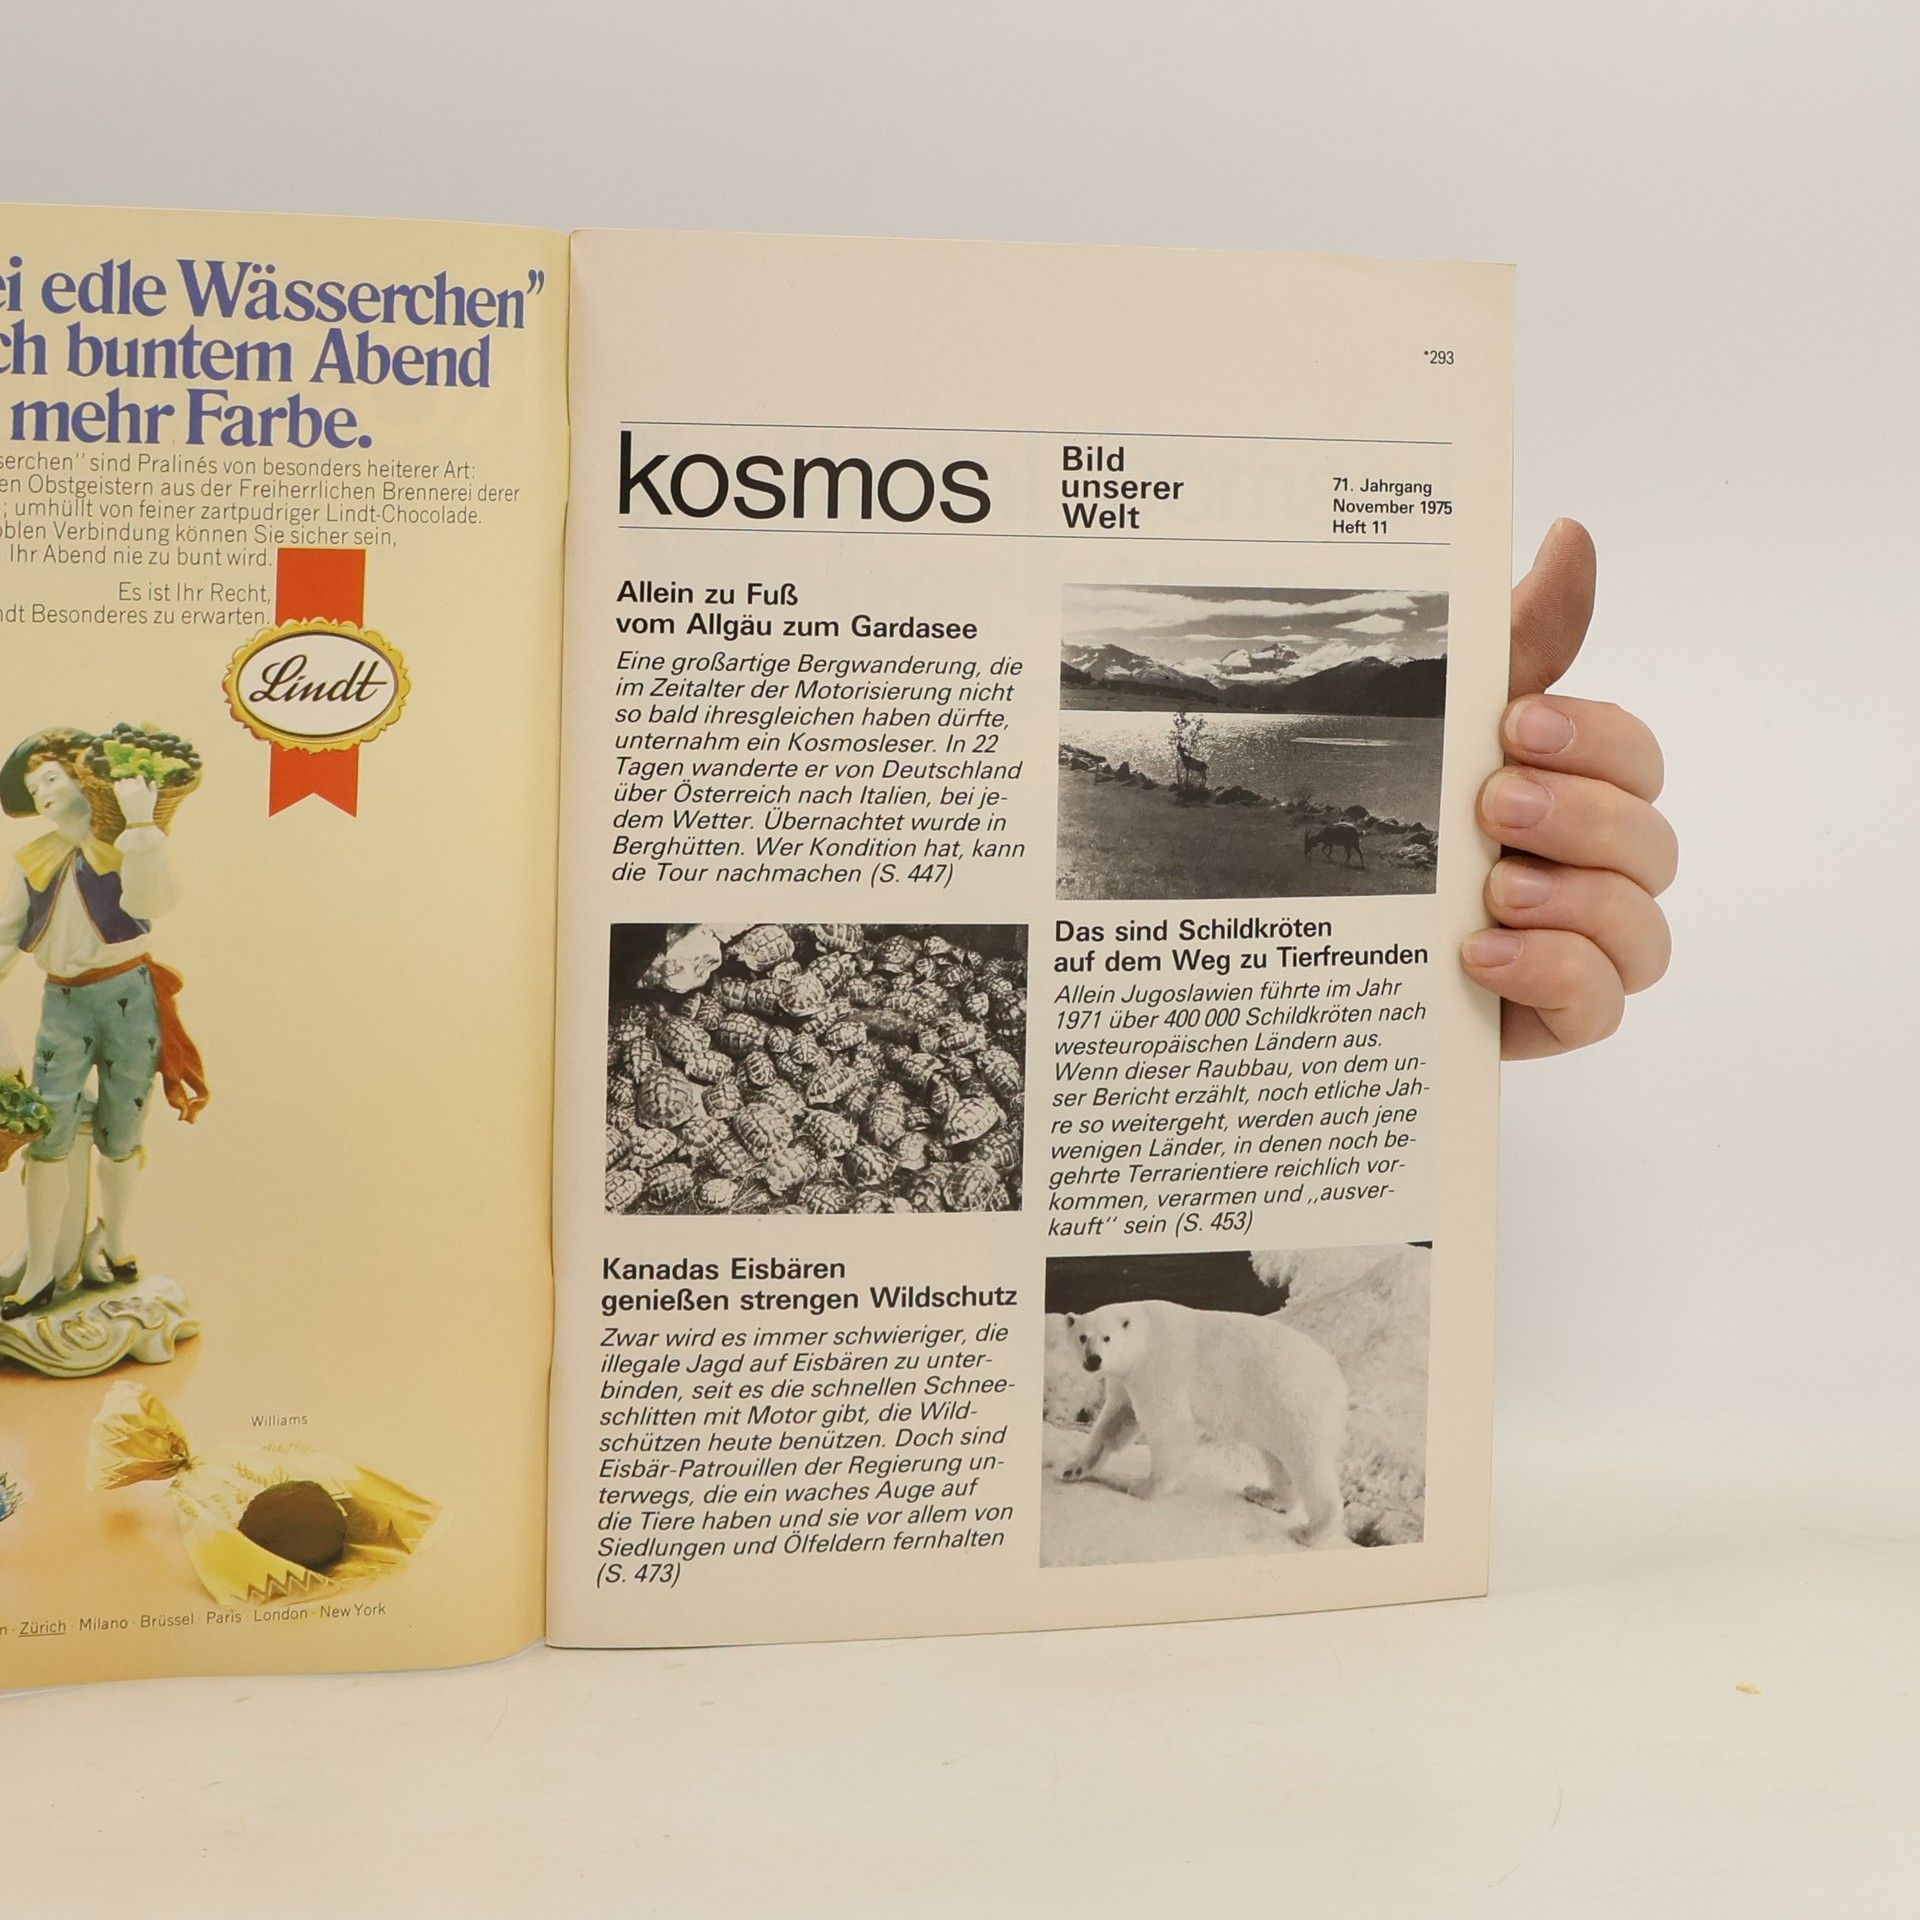 edle Wässerchen”
buntem Abend
mehr Farbe.
sind Pralinés von besonders heiterer Art:
Obstgeistern aus der Freiherrlichen Brennerei derer
; umhüllt von feiner zartpudriger Lindt-Chocolade.
Verbindung können Sie sicher sein,
Ihr Abend nie zu bunt wird.
Es ist Ihr Recht,
Besonderes zu erwarten.
Lindt
Williams
Zürich · Milano · Brüssel · Paris · London · New York
*293
kosmos
Bild
unserer
Welt
71. Jahrgang
November 1975
Heft 11
Allein zu Fuß
vom Allgäu zum Gardasee
Eine großartige Bergwanderung, die
im Zeitalter der Motorisierung nicht
so bald ihresgleichen haben dürfte,
unternahm ein Kosmosleser. In 22
Tagen wanderte er von Deutschland
über Österreich nach Italien, bei je-
dem Wetter. Übernachtet wurde in
Berghütten. Wer Kondition hat, kann
die Tour nachmachen (S. 447)
Das sind Schildkröten
auf dem Weg zu Tierfreunden
Allein Jugoslawien führte im Jahr
1971 über 400 000 Schildkröten nach
westeuropäischen Ländern aus.
Wenn dieser Raubbau, von dem un-
ser Bericht erzählt, noch etliche Jah-
re so weitergeht, werden auch jene
wenigen Länder, in denen noch be-
gehrte Terrarientiere reichlich vor-
kommen, verarmen und ,,ausver-
kauft'' sein (S. 453)
Kanadas Eisbären
genießen strengen Wildschutz
Zwar wird es immer schwieriger, die
illegale Jagd auf Eisbären zu unter-
binden, seit es die schnellen Schnee-
schlitten mit Motor gibt, die Wild-
schützen heute benützen. Doch sind
Eisbär-Patrouillen der Regierung un-
terwegs, die ein waches Auge auf
die Tiere haben und sie vor allem von
Siedlungen und Ölfeldern fernhalten
(S. 473)